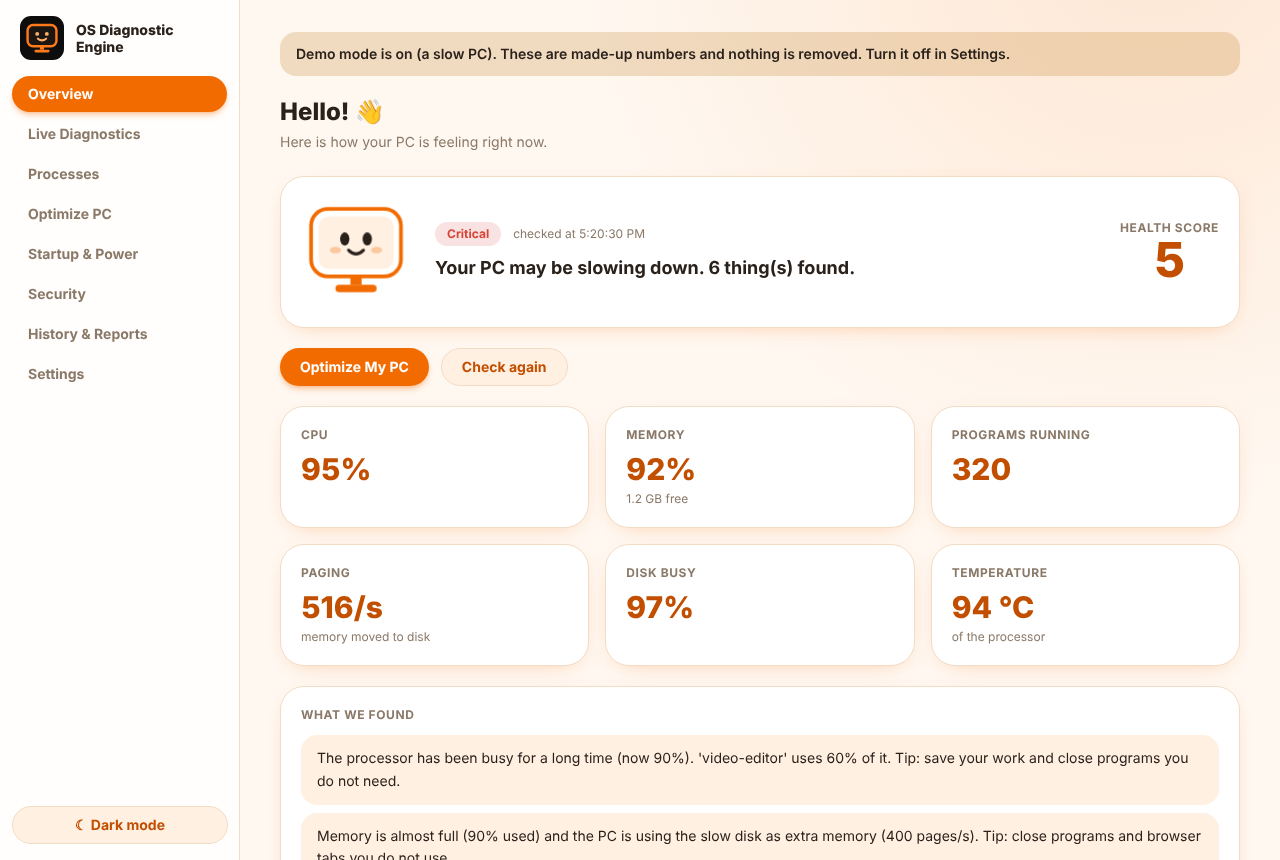 OS Diagnostic
Engine
Overview
Live Diagnostics
Processes
Optimize PC
Startup & Power
Security
History & Reports
Settings
☾ Dark mode
Demo mode is on (a slow PC). These are made-up numbers and nothing is removed. Turn it off in Settings.
Hello! 👋
Here is how your PC is feeling right now.
Critical
checked at 5:20:30 PM
Your PC may be slowing down. 6 thing(s) found.
HEALTH SCORE
5
Optimize My PC
Check again
CPU
95%
MEMORY
92%
1.2 GB free
PROGRAMS RUNNING
320
PAGING
516/s
memory moved to disk
DISK BUSY
97%
TEMPERATURE
94 °C
of the processor
WHAT WE FOUND
The processor has been busy for a long time (now 90%). 'video-editor' uses 60% of it. Tip: save your work and close programs you
do not need.
Memory is almost full (90% used) and the PC is using the slow disk as extra memory (400 pages/s). Tip: close programs and browser
tabs you do not use.